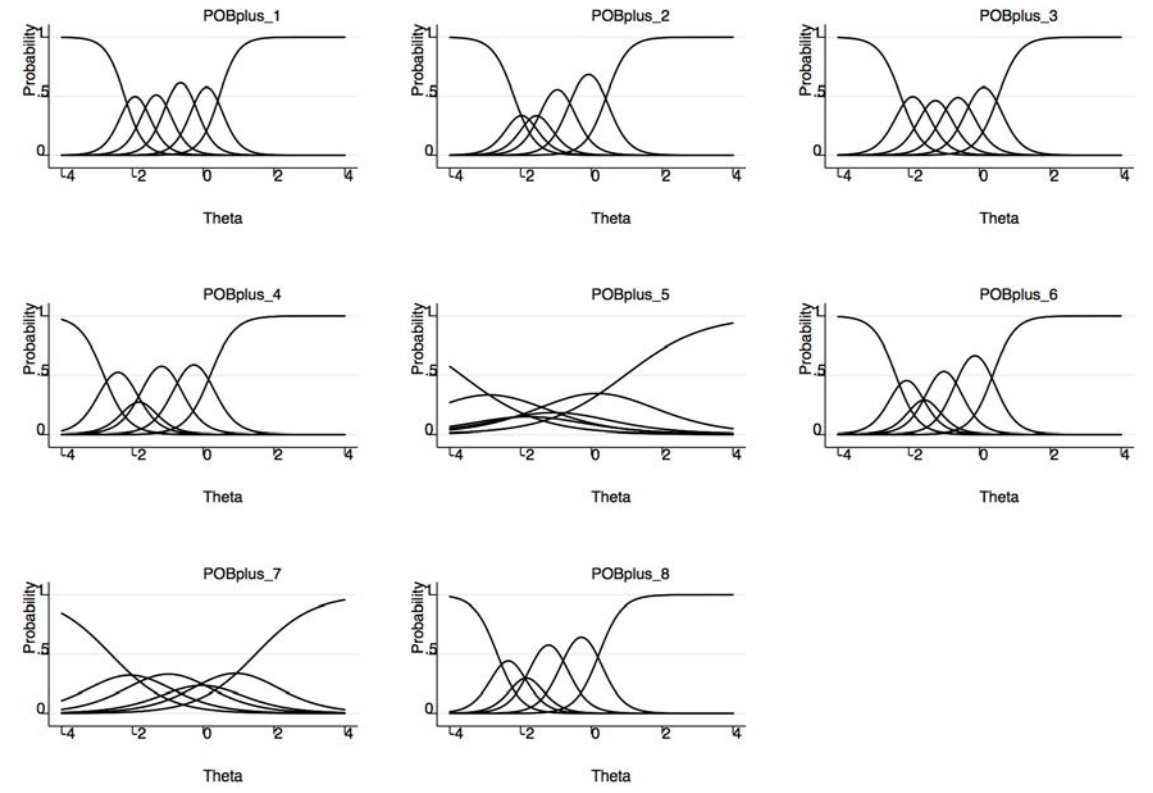 POBplus_1
Probability
1
.5
0
-4 -2 0 2 4
Theta
POBplus_2
Probability
1
.5
0
-4 -2 0 2 4
Theta
POBplus_3
Probability
1
.5
0
-4 -2 0 2 4
Theta
POBplus_4
Probability
1
.5
0
-4 -2 0 2 4
Theta
POBplus_5
Probability
1
.5
0
-4 -2 0 2 4
Theta
POBplus_6
Probability
1
.5
0
-4 -2 0 2 4
Theta
POBplus_7
Probability
1
.5
0
-4 -2 0 2 4
Theta
POBplus_8
Probability
1
.5
0
-4 -2 0 2 4
Theta